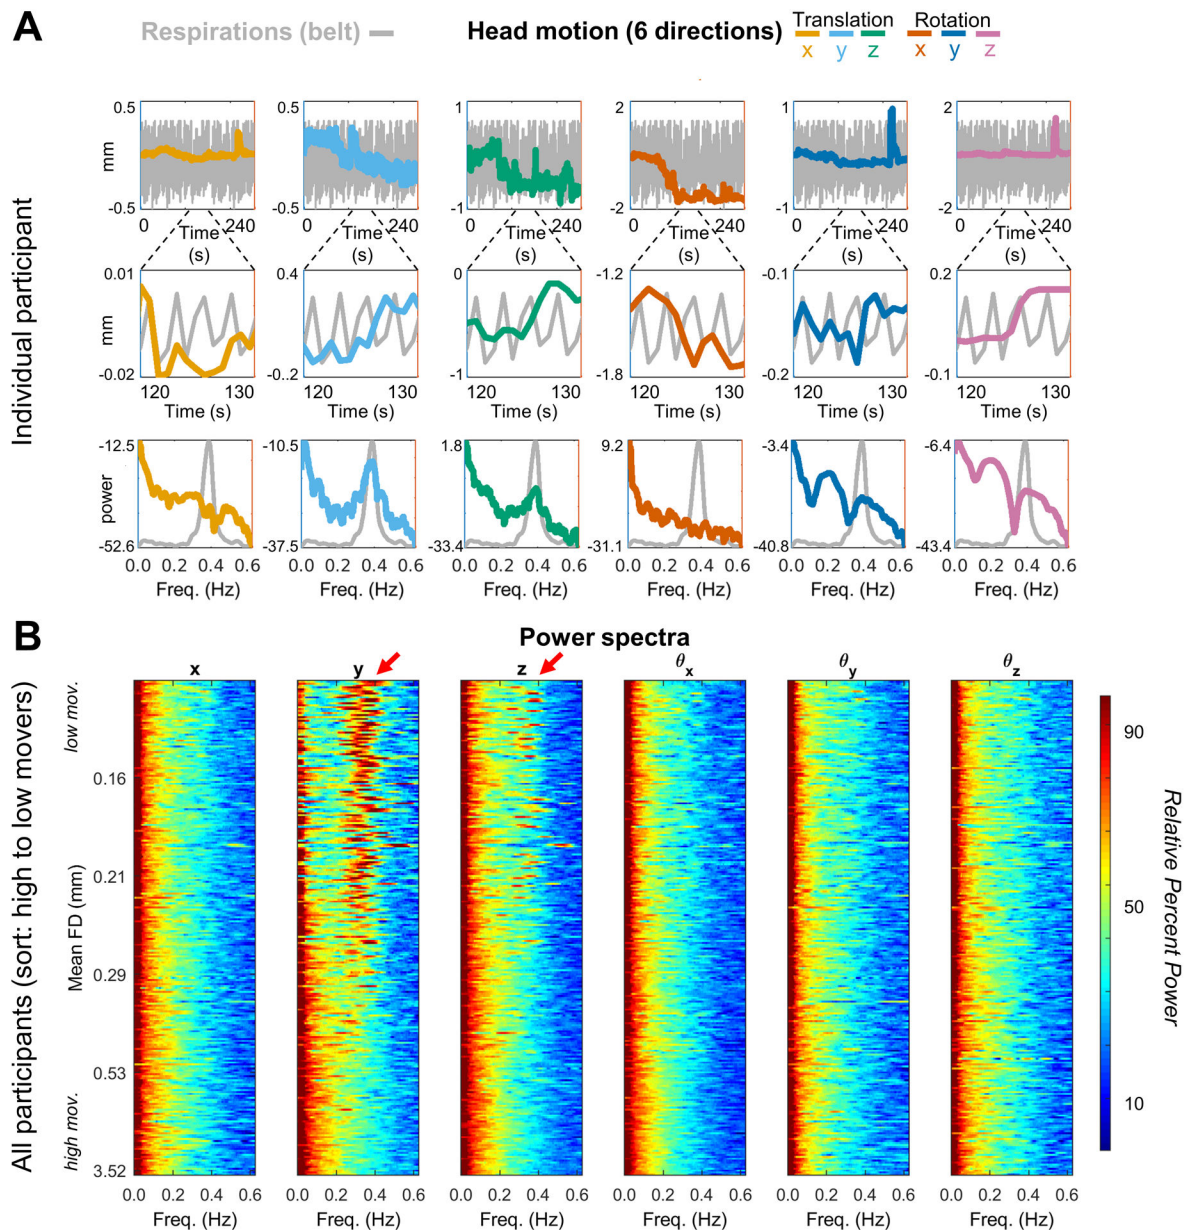 A
Respirations (belt)
Head motion (6 directions)
Translation Rotation
x y z x y z
Individual participant
0.5 0.5 1 2 1 2
mm
-0.5 -0.5 -1 -2 -1 -2
0 240 0 240 0 240 0 240 0 240 0 240
Time Time Time Time Time Time
(s) (s) (s) (s) (s) (s)
0.01 0.4 0 -1.2 -0.1 0.2
mm
-0.02 -0.2 -1 -1.8 -0.2 -0.1
120 130 120 130 120 130 120 130 120 130 120 130
Time (s) Time (s) Time (s) Time (s) Time (s) Time (s)
-12.5 -10.5 1.8 9.2 -3.4 -6.4
power
-52.6 -37.5 -33.4 -31.1 -40.8 -43.4
0.0 0.2 0.4 0.6 0.0 0.2 0.4 0.6 0.0 0.2 0.4 0.6 0.0 0.2 0.4 0.6 0.0 0.2 0.4 0.6 0.0 0.2 0.4 0.6
Freq. (Hz) Freq. (Hz) Freq. (Hz) Freq. (Hz) Freq. (Hz) Freq. (Hz)
B
Power spectra
x y z θx θy θz
All participants (sort: high to low movers)
low mov.
0.16
0.21
Mean FD (mm)
0.29
0.53
high mov.
3.52
90
50
10
Relative Percent Power
0.0 0.2 0.4 0.6 0.0 0.2 0.4 0.6 0.0 0.2 0.4 0.6 0.0 0.2 0.4 0.6 0.0 0.2 0.4 0.6 0.0 0.2 0.4 0.6
Freq. (Hz) Freq. (Hz) Freq. (Hz) Freq. (Hz) Freq. (Hz) Freq. (Hz)